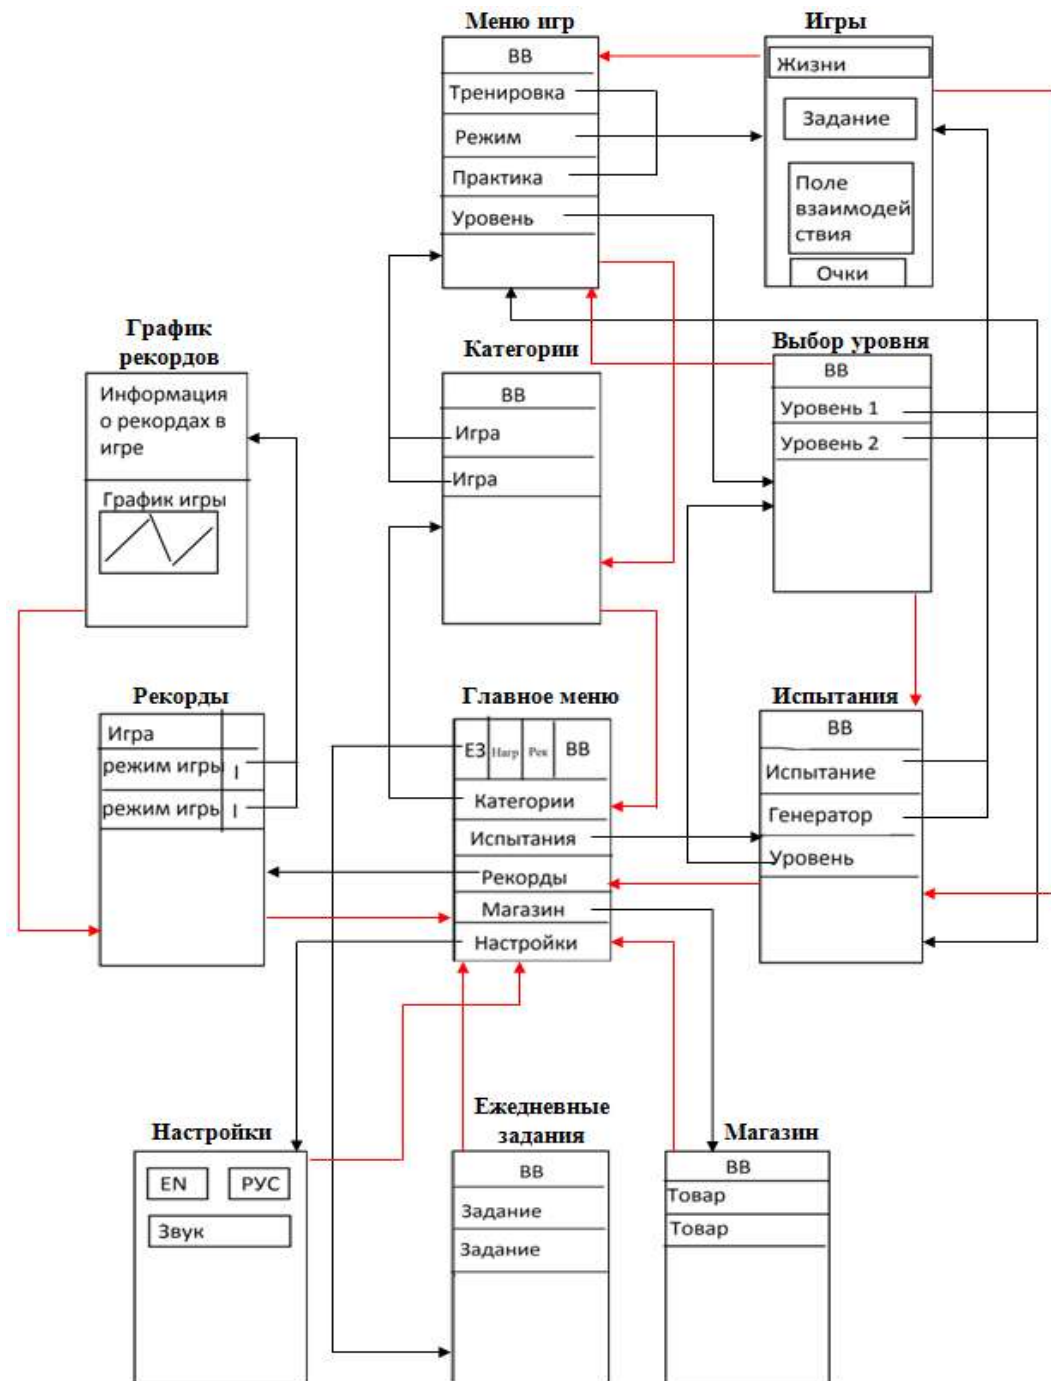 Меню игр
ВВ
Тренировка
Режим
Практика
Уровень
Игры
Жизни
Задание
Поле
взаимодей
ствия
Очки
График
рекордов
Информация
о рекордах в
игре
График игры
Категории
ВВ
Игра
Игра
Выбор уровня
ВВ
Уровень 1
Уровень 2
Рекорды
Игра
режим игры
режим игры
Главное меню
ЕЗ Нагр Рек ВВ
Категории
Испытания
Рекорды
Магазин
Настройки
Испытания
ВВ
Испытание
Генератор
Уровень
Настройки
EN РУС
Звук
Ежедневные
задания
ВВ
Задание
Задание
Магазин
ВВ
Товар
Товар